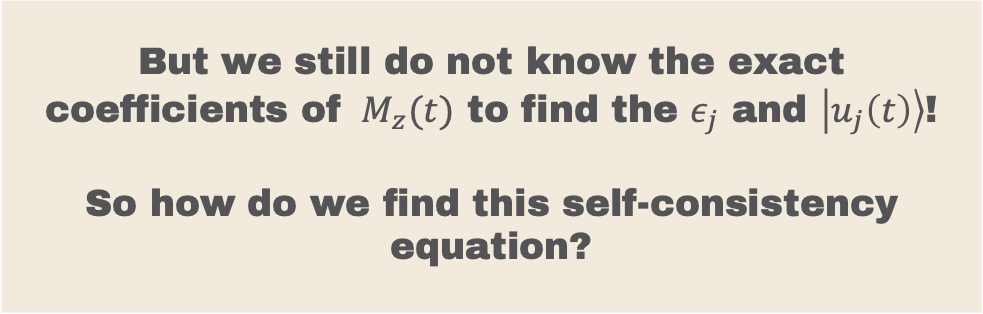 But we still do not know the exact
coefficients of M_z(t) to find the ϵ_j and |u_j(t)⟩!
So how do we find this self-consistency
equation?